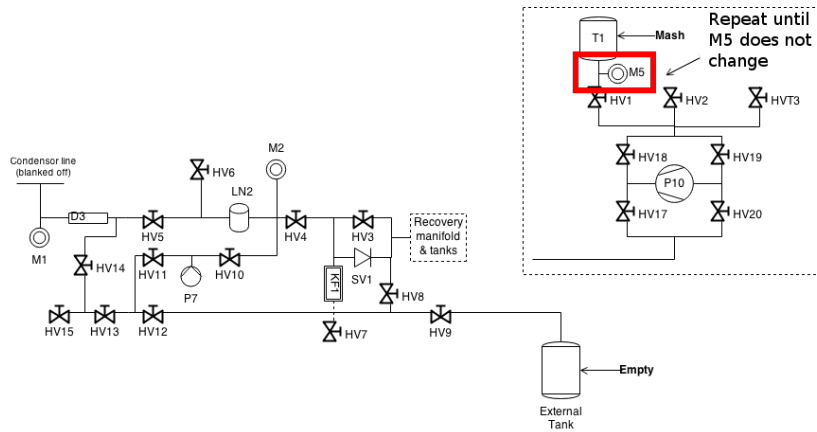 Repeat until
M5 does not
change
T1
Mash
M5
HV1
HV2
HVT3
HV18
HV19
P10
HV17
HV20
M2
Condensor line
(blanked off)
HV6
LN2
D3
M1
HV5
HV4
HV3
Recovery
manifold
& tanks
HV14
HV11
HV10
P7
KF1
SV1
HV8
HV15
HV13
HV12
HV7
HV9
Empty
External
Tank